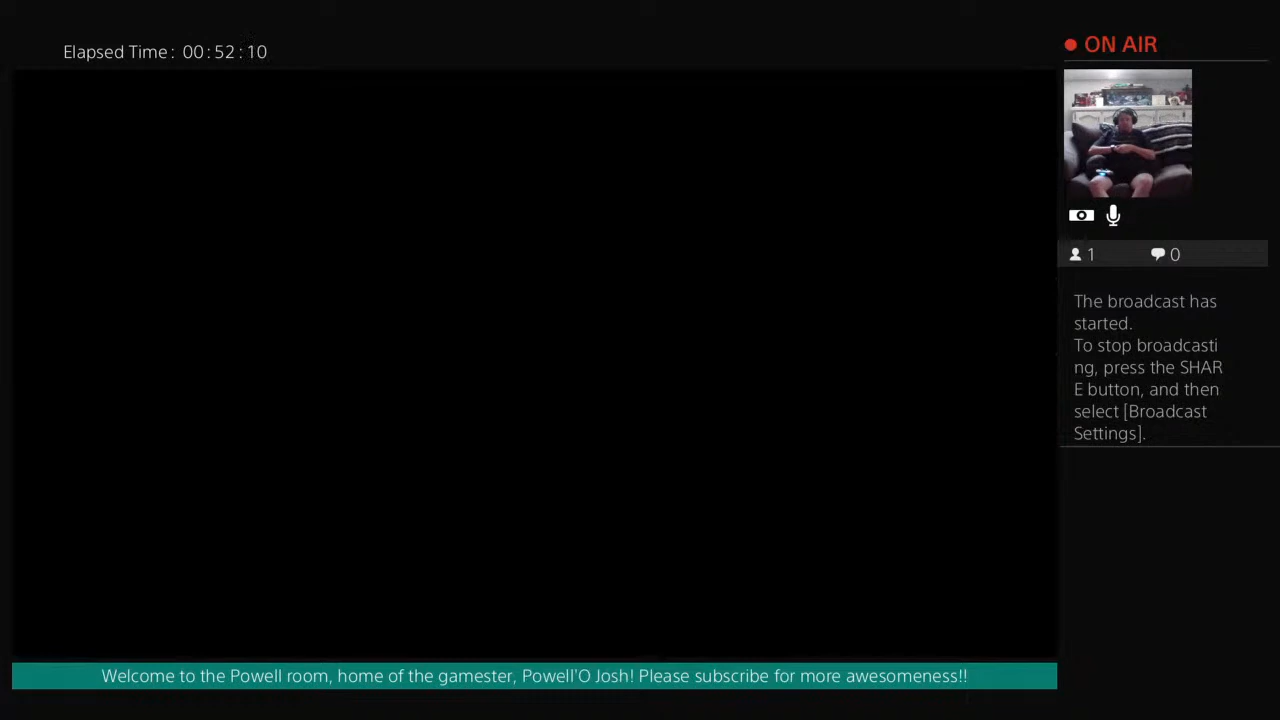 Elapsed Time: 00:52:10
ON AIR
1 0
The broadcast has
started.
To stop broadcasti
ng, press the SHAR
E button, and then
select [Broadcast
Settings].
Welcome to the Powell room, home of the gamester, Powell'O Josh! Please subscribe for more awesomeness!!